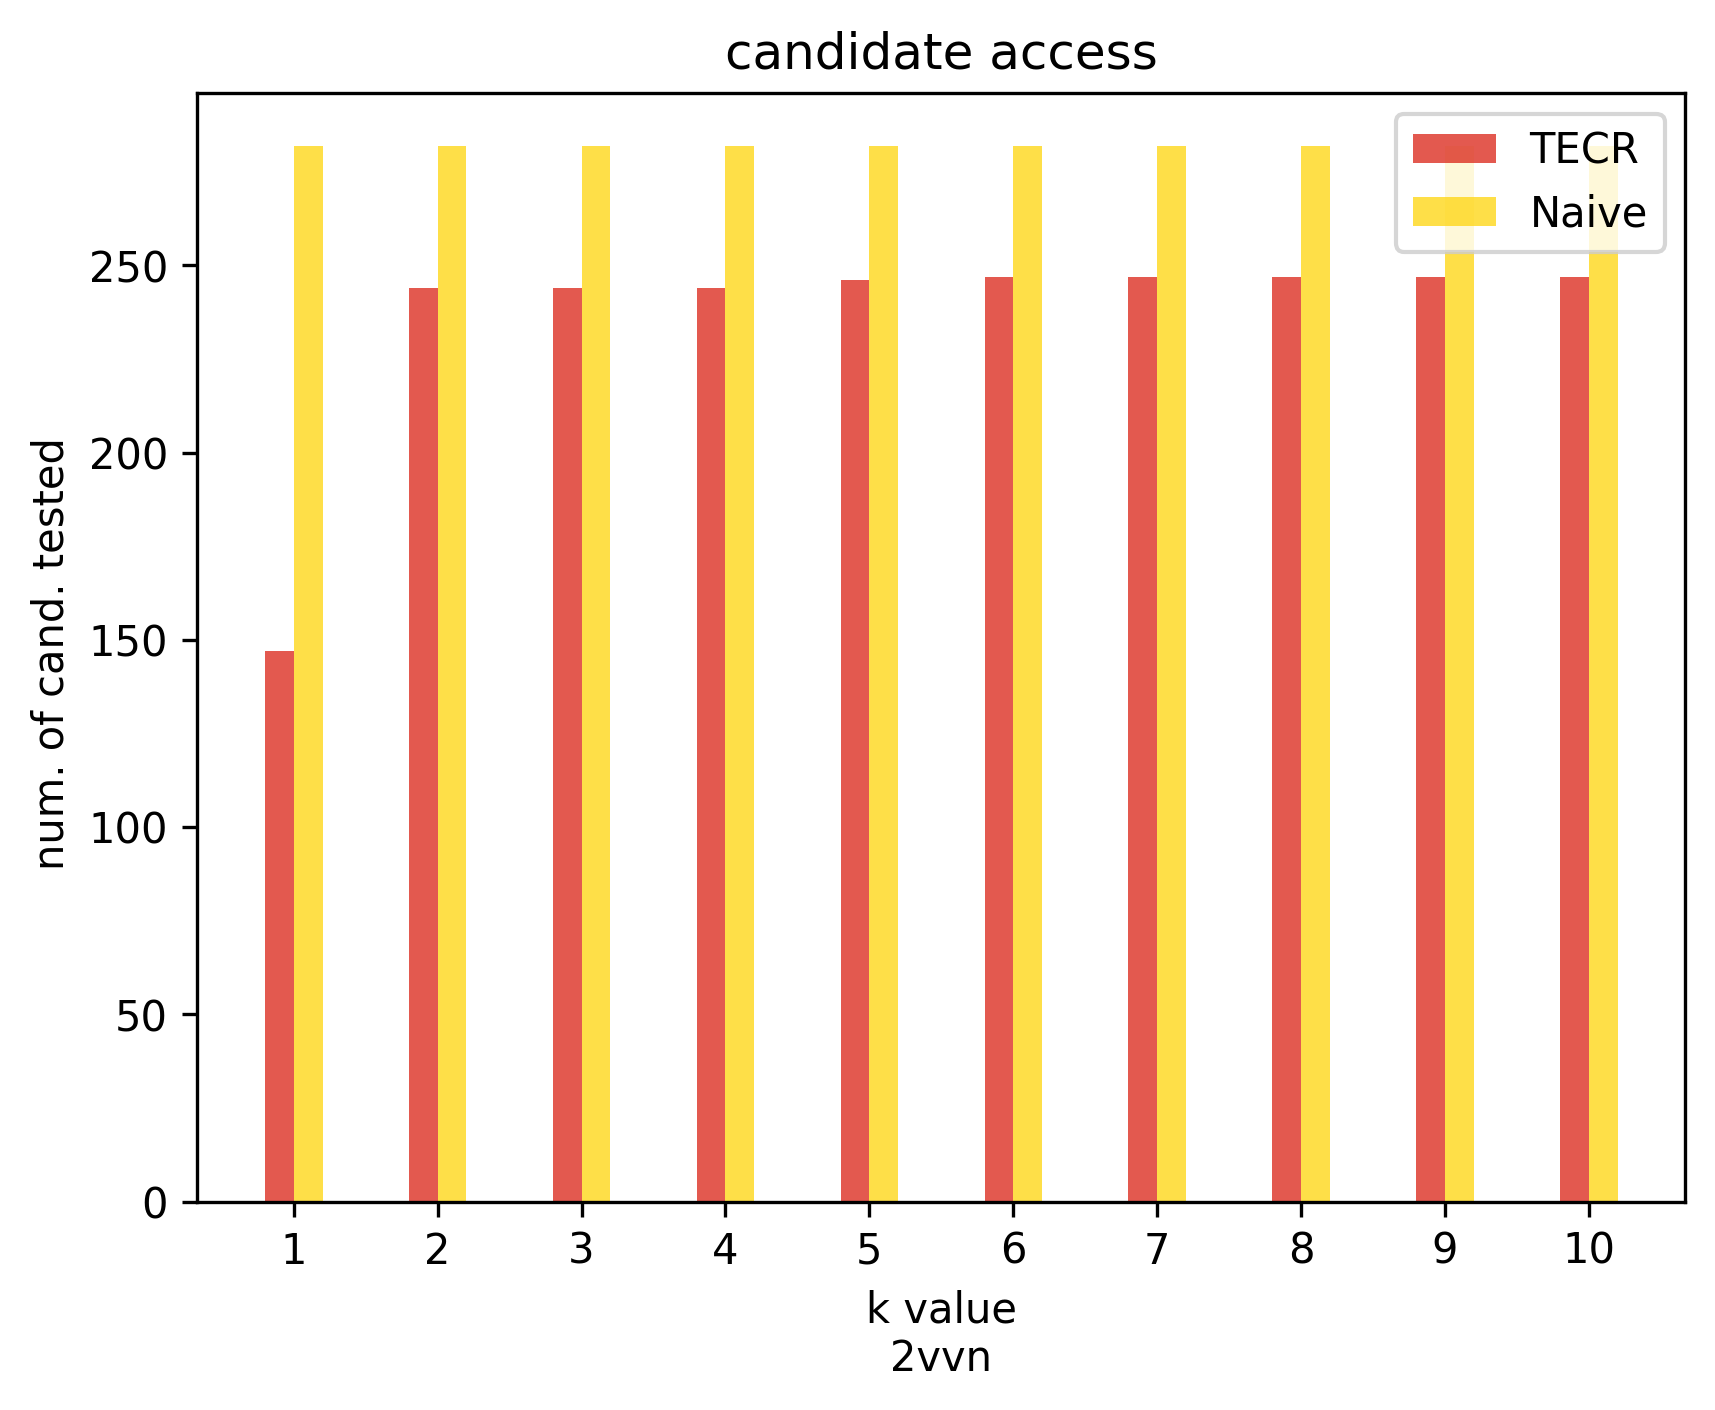 candidate access
TECR
Naive
num. of cand. tested
250
200
150
100
50
0
1 2 3 4 5 6 7 8 9 10
k value
2vvn